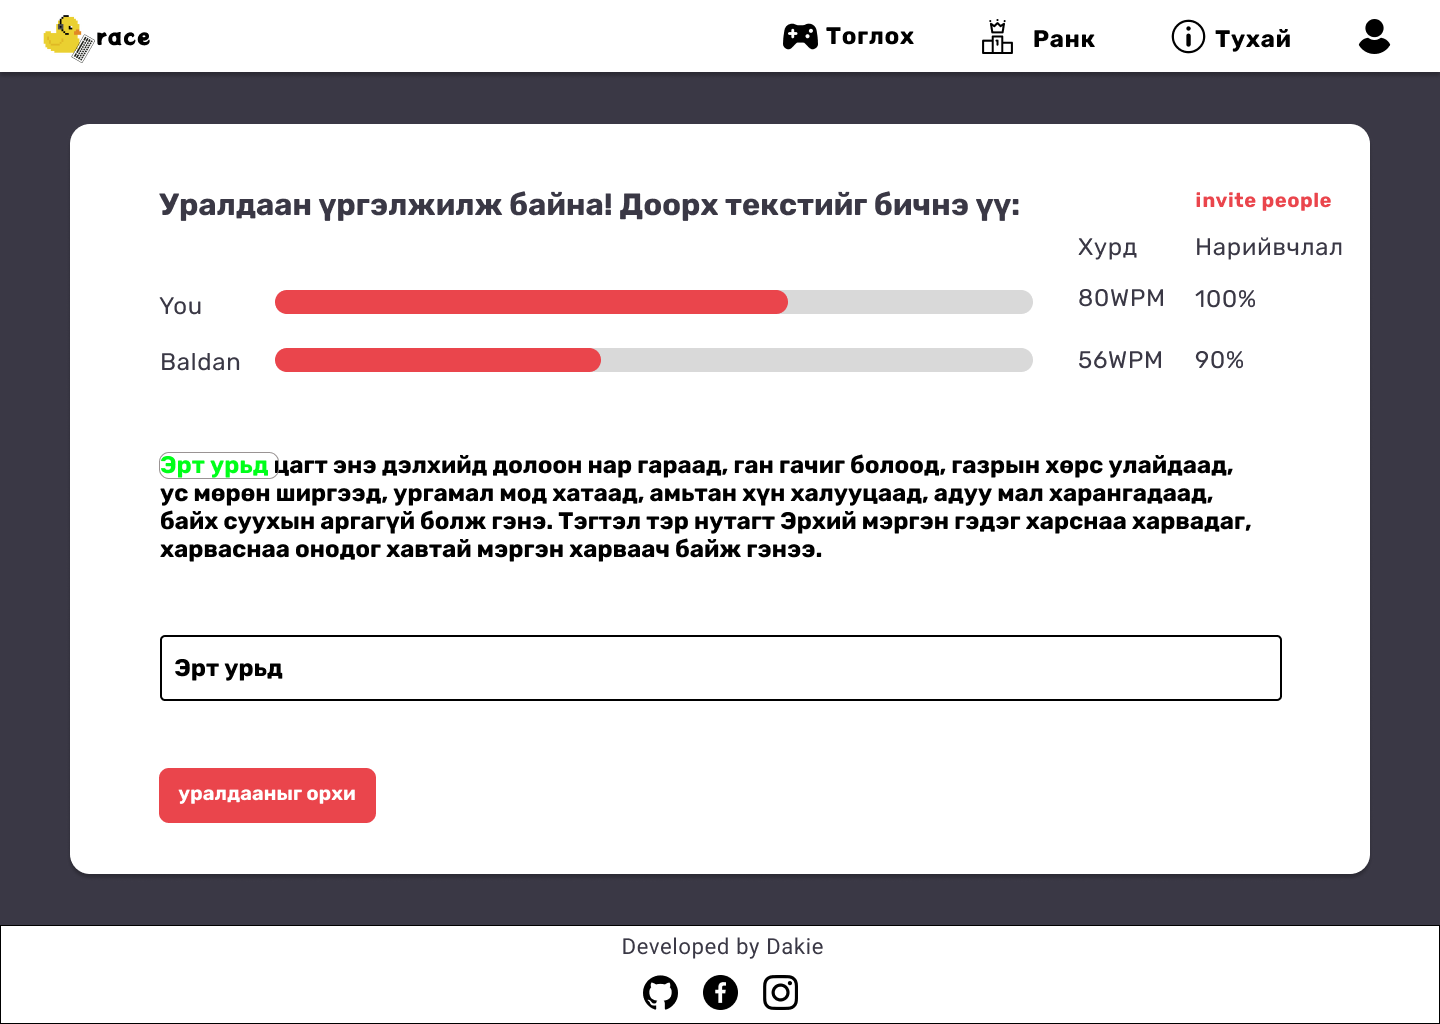 race
Тоглох
Ранк
Тухай
Уралдаан үргэлжилж байна! Доорх текстийг бичнэ үү:
invite people
Хурд Нарийвчлал
You 80WPM 100%
Baldan 56WPM 90%
Эрт урьд цагт энэ дэлхийд долоон нар гараад, ган гачиг болоод, газрын хөрс улайдаад,
ус мөрөн ширгээд, ургамал мод хатаад, амьтан хүн халууцаад, адуу мал харангадаад,
байх суухын аргагүй болж гэнэ. Тэгтэл тэр нутагт Эрхий мэргэн гэдэг харснаа харвадаг,
харваснаа онодог хавтай мэргэн харваач байж гэнээ.
Эрт урьд
уралдааныг орхи
Developed by Dakie